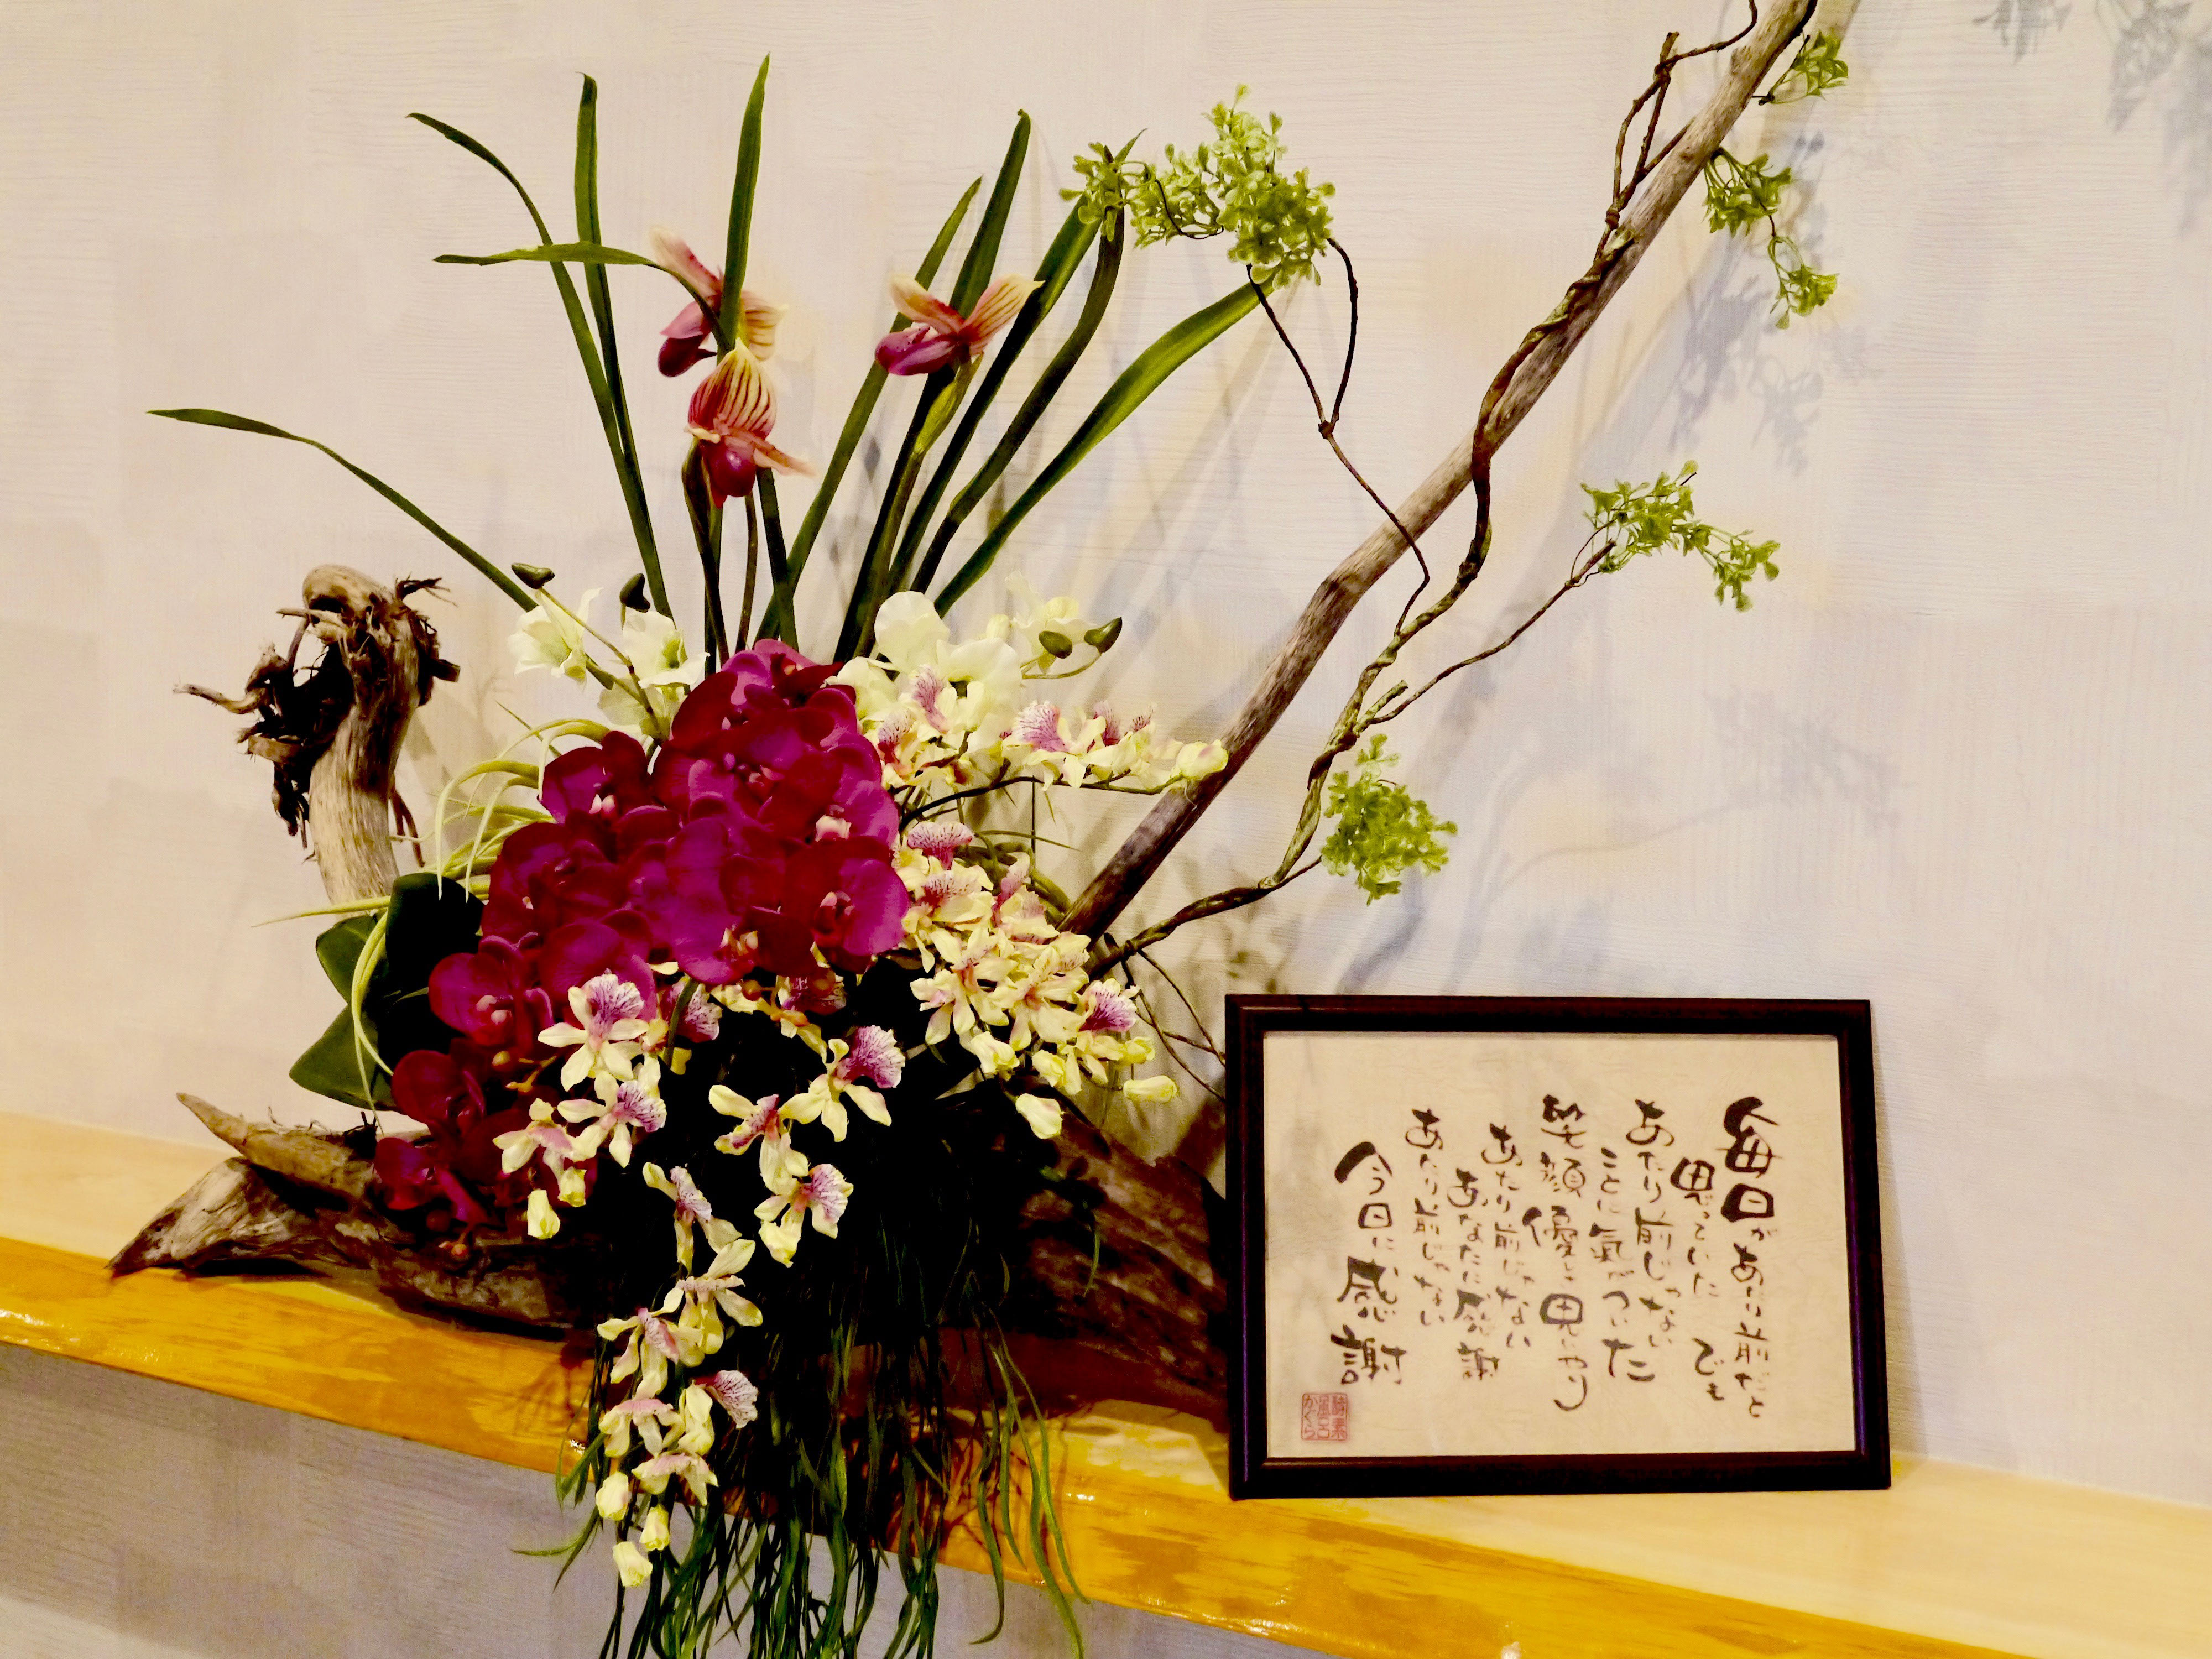 毎日があたり前だと
思っていた でも
あたり前じゃない
ことに氣がついた
笑顔 優しさ 思いやり
あたり前じゃない
あなたに感謝
あたり前じゃない
今日に感謝